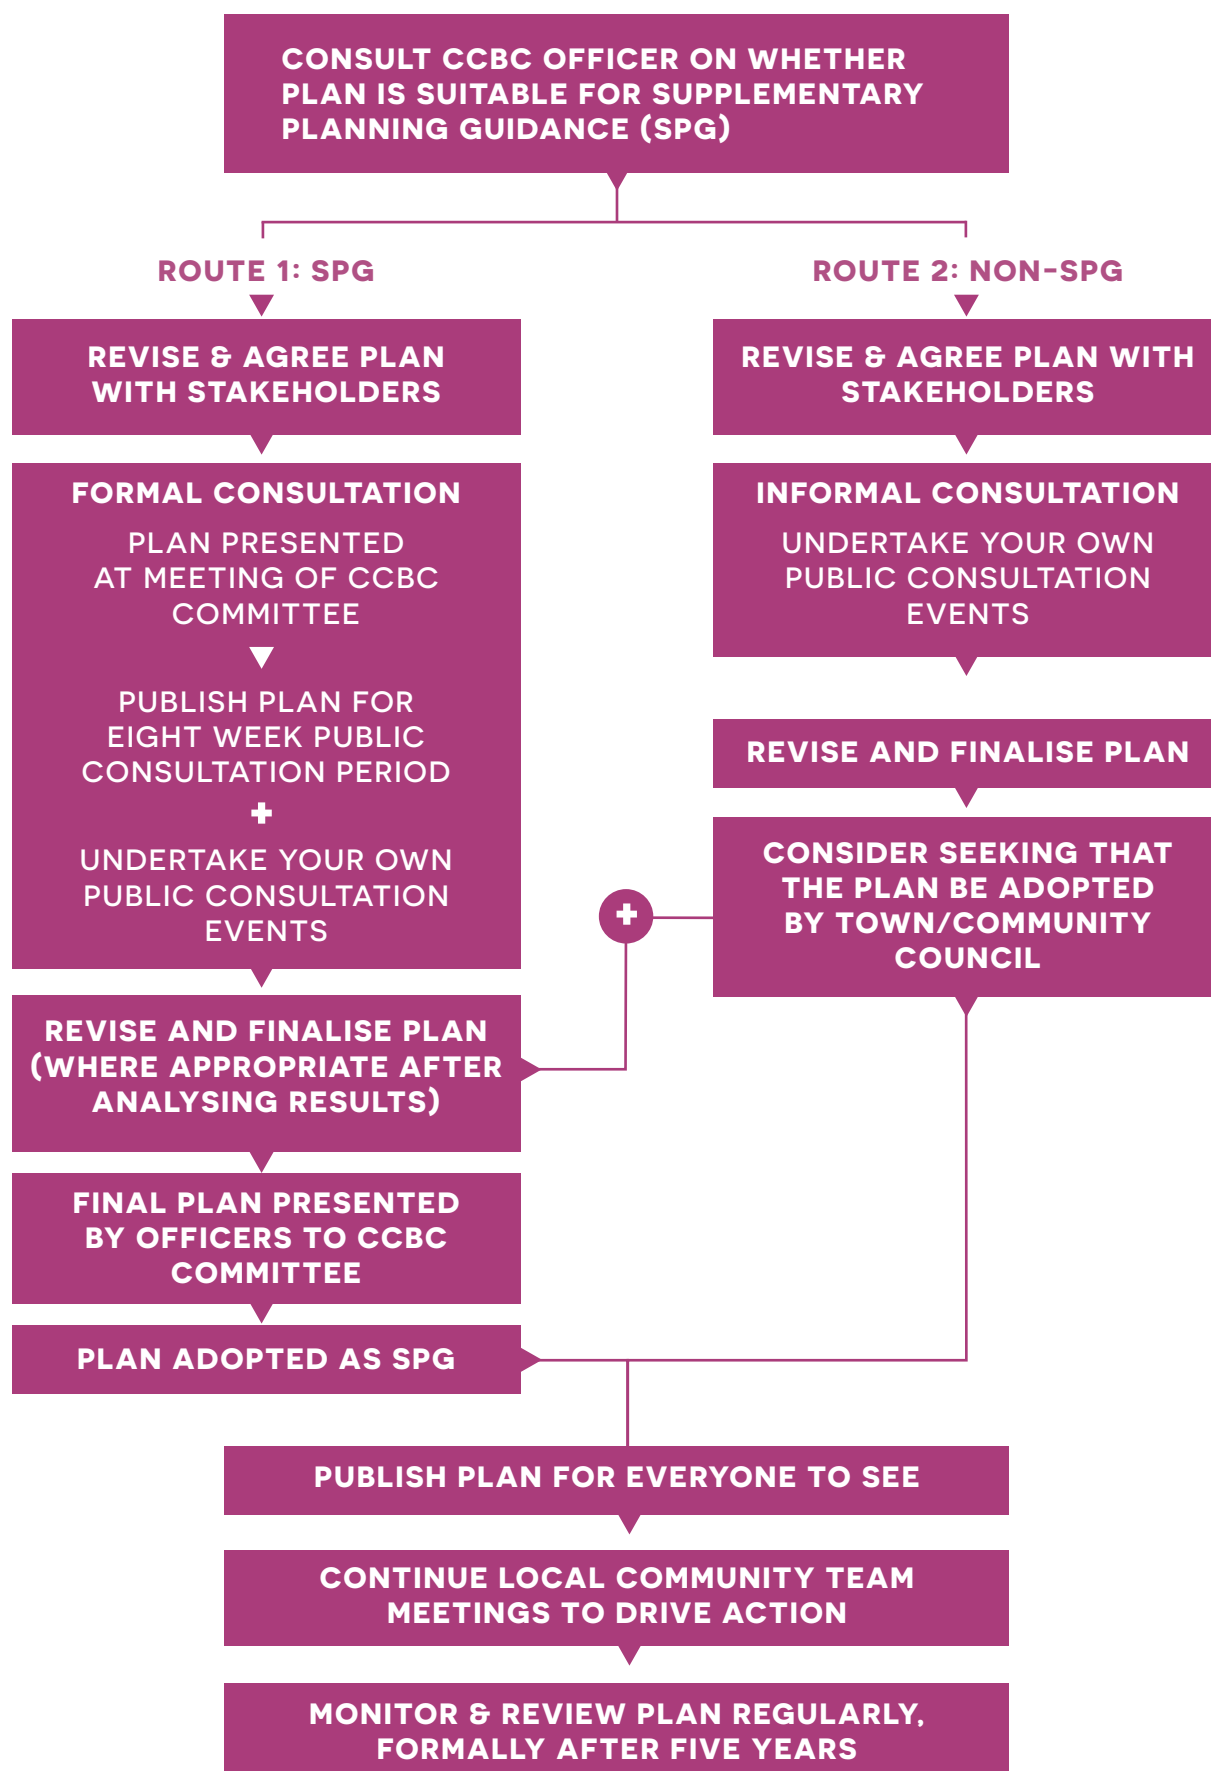 CONSULT CCBC OFFICER ON WHETHER
PLAN IS SUITABLE FOR SUPPLEMENTARY
PLANNING GUIDANCE (SPG)
ROUTE 1: SPG
REVISE & AGREE PLAN
WITH STAKEHOLDERS
FORMAL CONSULTATION
PLAN PRESENTED
AT MEETING OF CCBC
COMMITTEE
PUBLISH PLAN FOR
EIGHT WEEK PUBLIC
CONSULTATION PERIOD
+
UNDERTAKE YOUR OWN
PUBLIC CONSULTATION
EVENTS
REVISE AND FINALISE PLAN
(WHERE APPROPRIATE AFTER
ANALYSING RESULTS)
FINAL PLAN PRESENTED
BY OFFICERS TO CCBC
COMMITTEE
PLAN ADOPTED AS SPG
ROUTE 2: NON-SPG
REVISE & AGREE PLAN WITH
STAKEHOLDERS
INFORMAL CONSULTATION
UNDERTAKE YOUR OWN
PUBLIC CONSULTATION
EVENTS
REVISE AND FINALISE PLAN
CONSIDER SEEKING THAT
THE PLAN BE ADOPTED
BY TOWN/COMMUNITY
COUNCIL
+
PUBLISH PLAN FOR EVERYONE TO SEE
CONTINUE LOCAL COMMUNITY TEAM
MEETINGS TO DRIVE ACTION
MONITOR & REVIEW PLAN REGULARLY,
FORMALLY AFTER FIVE YEARS